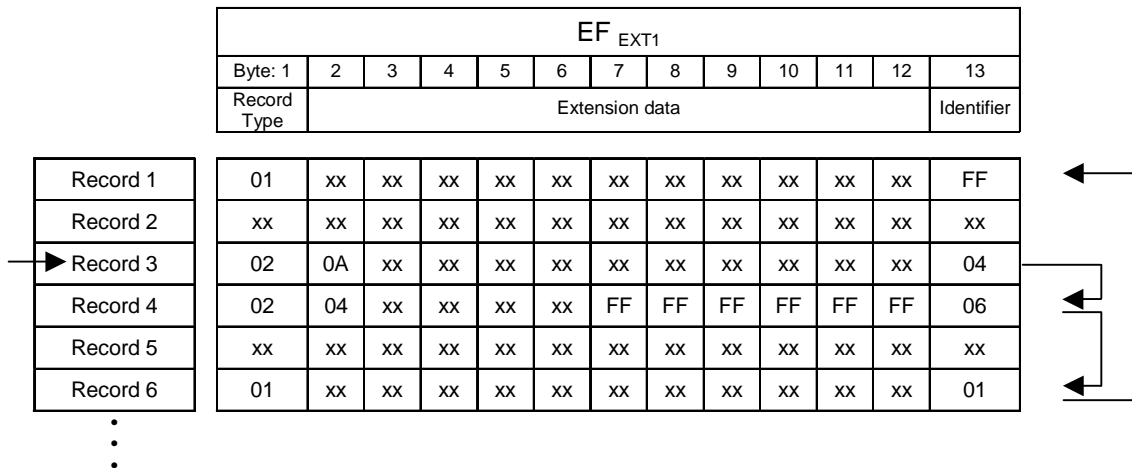 EF EXT1
Byte: 1 2 3 4 5 6 7 8 9 10 11 12 13
Record Type Extension data Identifier
Record 1 01 xx xx xx xx xx xx xx xx xx xx xx FF
Record 2 xx xx xx xx xx xx xx xx xx xx xx xx xx
Record 3 02 0A xx xx xx xx xx xx xx xx xx xx 04
Record 4 02 04 xx xx xx xx FF FF FF FF FF FF 06
Record 5 xx xx xx xx xx xx xx xx xx xx xx xx xx
Record 6 01 xx xx xx xx xx xx xx xx xx xx xx 01